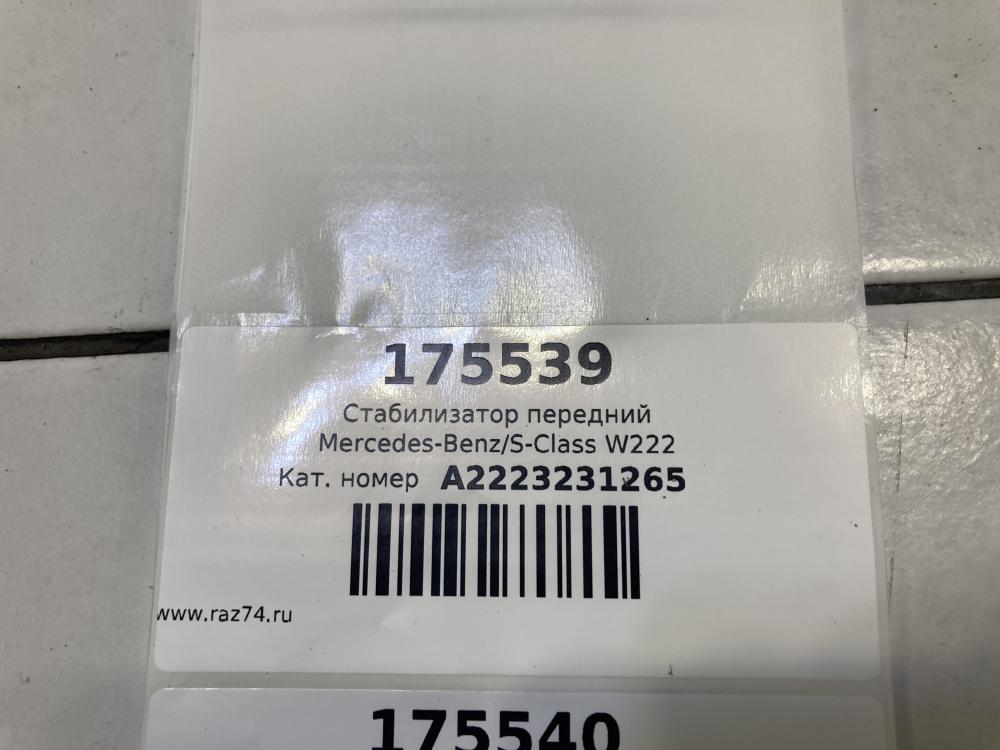 175539
Стабилизатор передний
Mercedes-Benz/S-Class W222
Кат. номер A2223231265
www.raz74.ru
175540